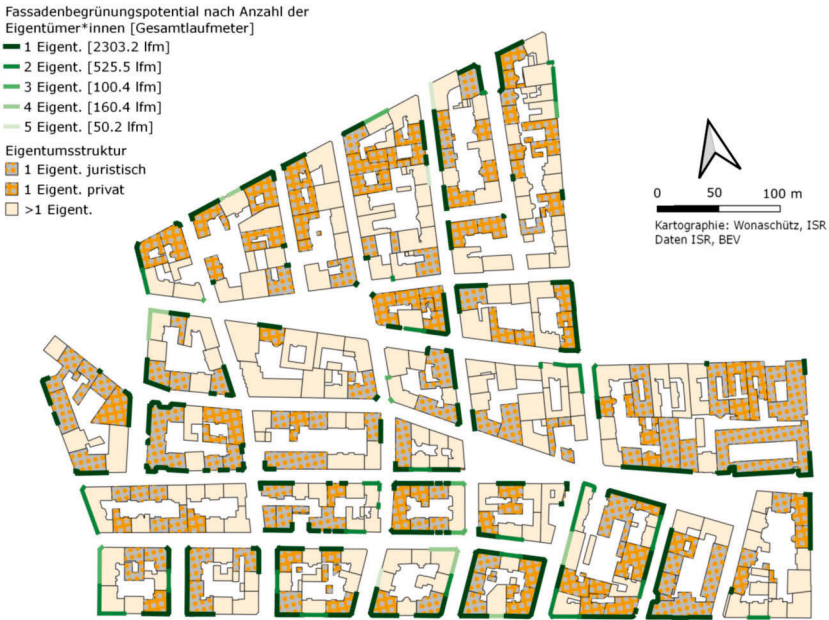 Fassadenbegrünungspotential nach Anzahl der
Eigentümer*innen [Gesamtlaufmeter]
1 Eigent. [2303.2 lfm]
2 Eigent. [525.5 lfm]
3 Eigent. [100.4 lfm]
4 Eigent. [160.4 lfm]
5 Eigent. [50.2 lfm]
Eigentumsstruktur
1 Eigent. juristisch
1 Eigent. privat
>1 Eigent.
0 50 100 m
Kartographie: Wonaschütz, ISR
Daten ISR, BEV